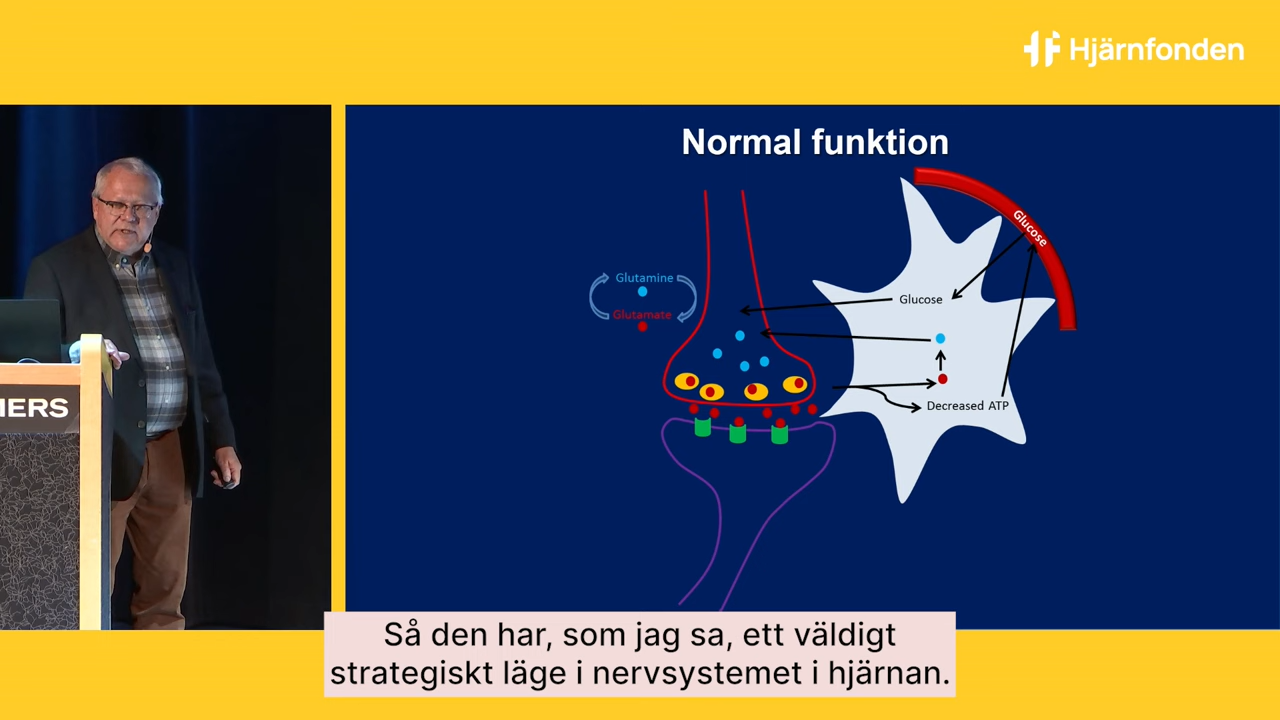 Hjärnfonden
Normal funktion
Glucose
Glutamine
Glucose
Glutamate
Decreased ATP
IERS
Så den har, som jag sa, ett väldigt
strategiskt läge i nervsystemet i hjärnan.